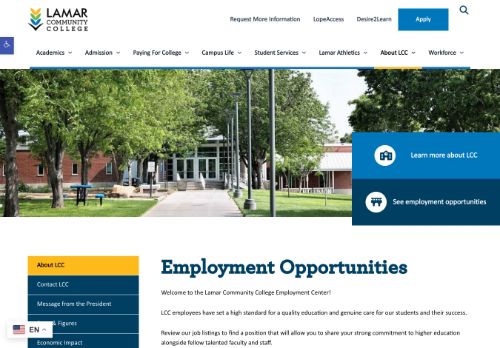 LAMAR
COMMUNITY
COLLEGE
Request More Information LopeAccess Desire2Learn Apply
Academics Admission Paying For College Campus Life Student Services Lamar Athletics About LCC Workforce
Learn more about LCC
See employment opportunities
About LCC
Contact LCC
Message from the President
& Figures
Economic Impact
EN
Employment Opportunities
Welcome to the Lamar Community College Employment Center!
LCC employees have set a high standard for a quality education and genuine care for our students and their success.
Review our job listings to find a position that will allow you to share your strong commitment to higher education
alongside fellow talented faculty and staff.